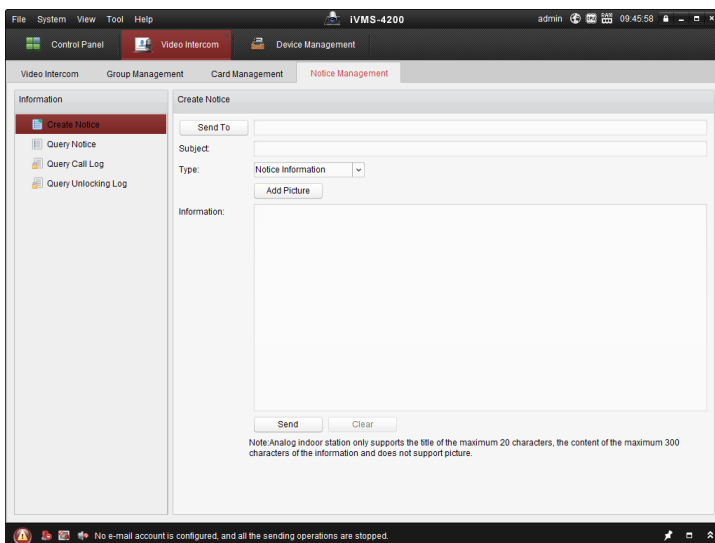 File System View Tool Help
iVMS-4200
admin 09:45:58
Control Panel
Video Intercom
Device Management
Video Intercom
Group Management
Card Management
Notice Management
Information
Create Notice
Query Notice
Query Call Log
Query Unlocking Log
Create Notice
Send To
Subject:
Type:
Notice Information
Add Picture
Information:
Send
Clear
Note:Analog indoor station only supports the title of the maximum 20 characters, the content of the maximum 300
characters of the information and does not support picture.
No e-mail account is configured, and all the sending operations are stopped.